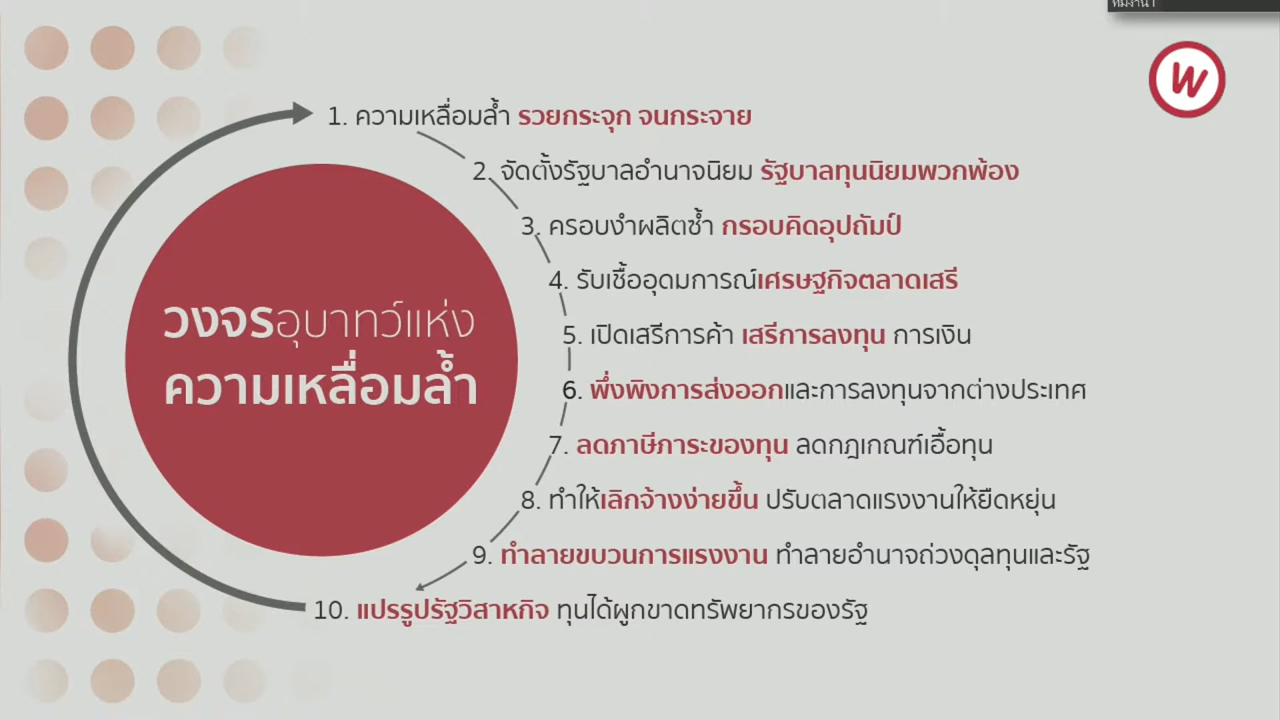 ทีมงาน 1
W
1. ความเหลื่อมล้ำ รวยกระจุก จนกระจาย
2. จัดตั้งรัฐบาลอำนาจนิยม รัฐบาลทุนนิยมพวกพ้อง
3. ครอบงำผลิตซ้ำ กรอบคิดอุปถัมป์
4. รับเชื้ออุดมการณ์เศรษฐกิจตลาดเสรี
วงจรอุบาทว์แห่ง
ความเหลื่อมล้ำ
5. เปิดเสรีการค้า เสรีการลงทุน การเงิน
6. พึ่งพิงการส่งออกและการลงทุนจากต่างประเทศ
7. ลดภาษีภาระของทุน ลดกฎเกณฑ์เอื้อทุน
8. ทำให้เลิกจ้างง่ายขึ้น ปรับตลาดแรงงานให้ยืดหยุ่น
9. ทำลายขบวนการแรงงาน ทำลายอำนาจถ่วงดุลทุนและรัฐ
10. แปรรูปรัฐวิสาหกิจ ทุนได้ผูกขาดทรัพยากรของรัฐ